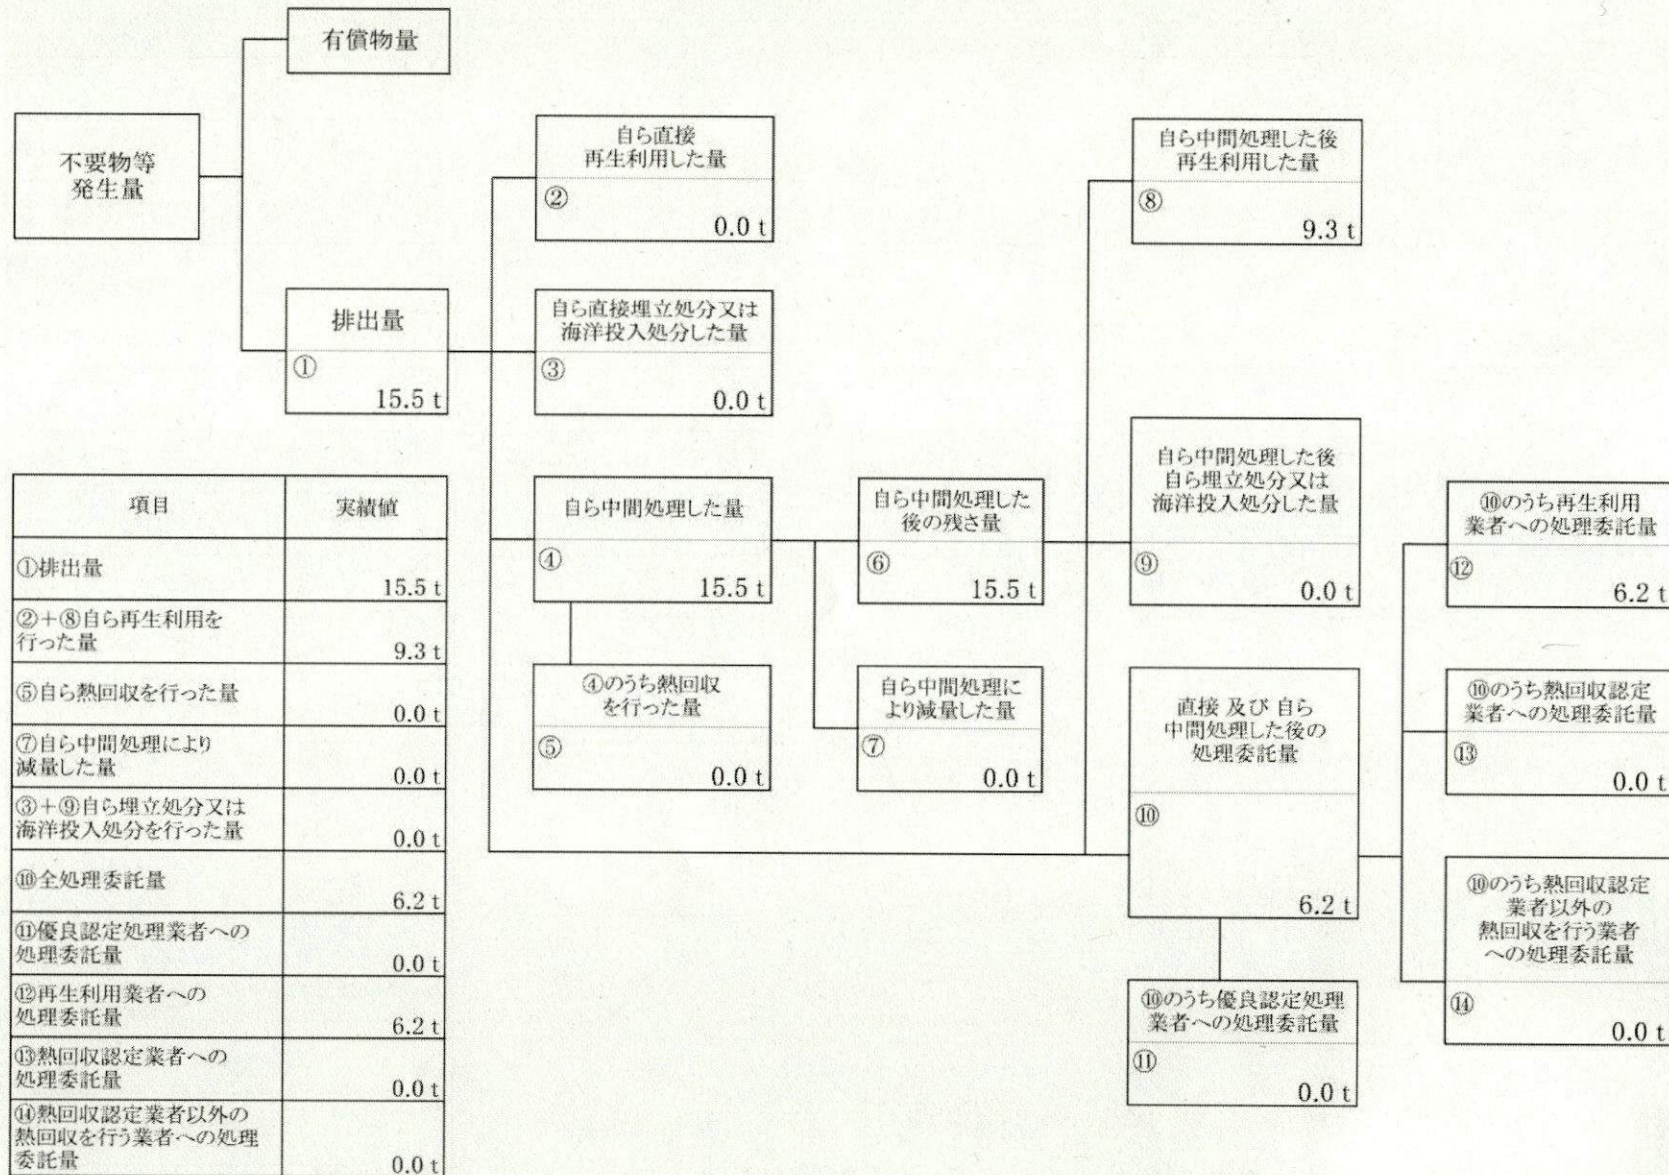 有償物量
不要物等
発生量
排出量
①
15.5 t
自ら直接
再生利用した量
②
0.0 t
自ら直接埋立処分又は
海洋投入処分した量
③
0.0 t
自ら中間処理した量
④
15.5 t
④のうち熱回収
を行った量
⑤
0.0 t
自ら中間処理した
後の残さ量
⑥
15.5 t
自ら中間処理に
より減量した量
⑦
0.0 t
自ら中間処理した後
再生利用した量
⑧
9.3 t
自ら中間処理した後
自ら埋立処分又は
海洋投入処分した量
⑨
0.0 t
直接 及び 自ら
中間処理した後の
処理委託量
⑩
6.2 t
⑩のうち優良認定処理
業者への処理委託量
⑪
0.0 t
⑩のうち再生利用
業者への処理委託量
⑫
6.2 t
⑩のうち熱回収認定
業者への処理委託量
⑬
0.0 t
⑩のうち熱回収認定
業者以外の
熱回収を行う業者
への処理委託量
⑭
0.0 t
項目 実績値
①排出量
15.5 t
②+⑧自ら再生利用を
行った量
9.3 t
⑤自ら熱回収を行った量
0.0 t
⑦自ら中間処理により
減量した量
0.0 t
③+⑨自ら埋立処分又は
海洋投入処分を行った量
0.0 t
⑩全処理委託量
6.2 t
⑪優良認定処理業者への
処理委託量
0.0 t
⑫再生利用業者への
処理委託量
6.2 t
⑬熱回収認定業者への
処理委託量
0.0 t
⑭熱回収認定業者以外の
熱回収を行う業者への処理
委託量
0.0 t